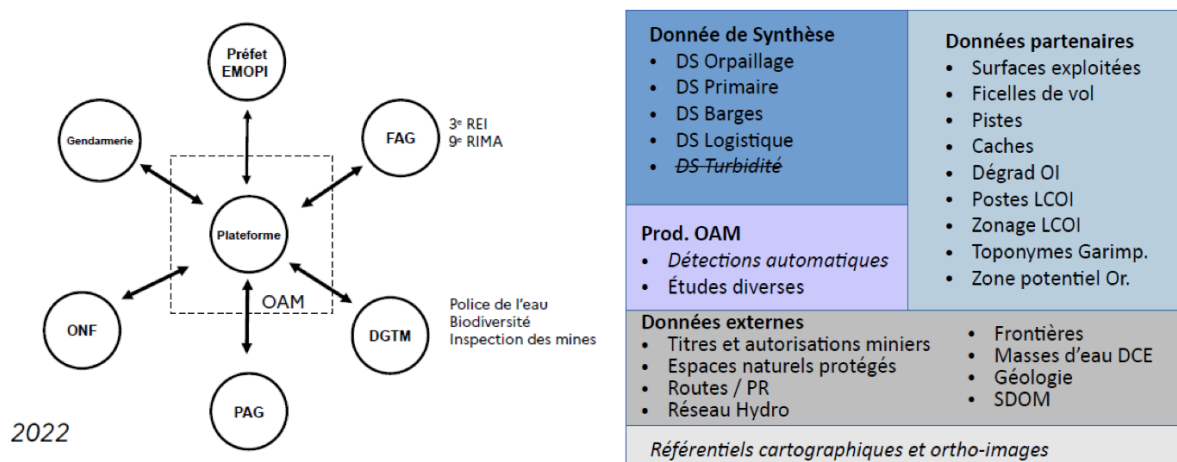 Préfet
EMOPI
Gendarmerie
FAG
3e REI
9e RIMA
Plateforme
OAM
ONF
DGTM
Police de l'eau
Biodiversité
Inspection des mines
PAG
2022
Donnée de Synthèse
• DS Orpaillage
• DS Primaire
• DS Barges
• DS Logistique
• DS Turbidité
Données partenaires
• Surfaces exploitées
• Ficelles de vol
• Pistes
• Caches
• Dégrad OI
• Postes LCOI
• Zonage LCOI
• Toponymes Garimp.
• Zone potentiel Or.
Prod. OAM
• Détections automatiques
• Études diverses
Données externes
• Titres et autorisations miniers
• Espaces naturels protégés
• Routes / PR
• Réseau Hydro
• Frontières
• Masses d'eau DCE
• Géologie
• SDOM
Référentiels cartographiques et ortho-images